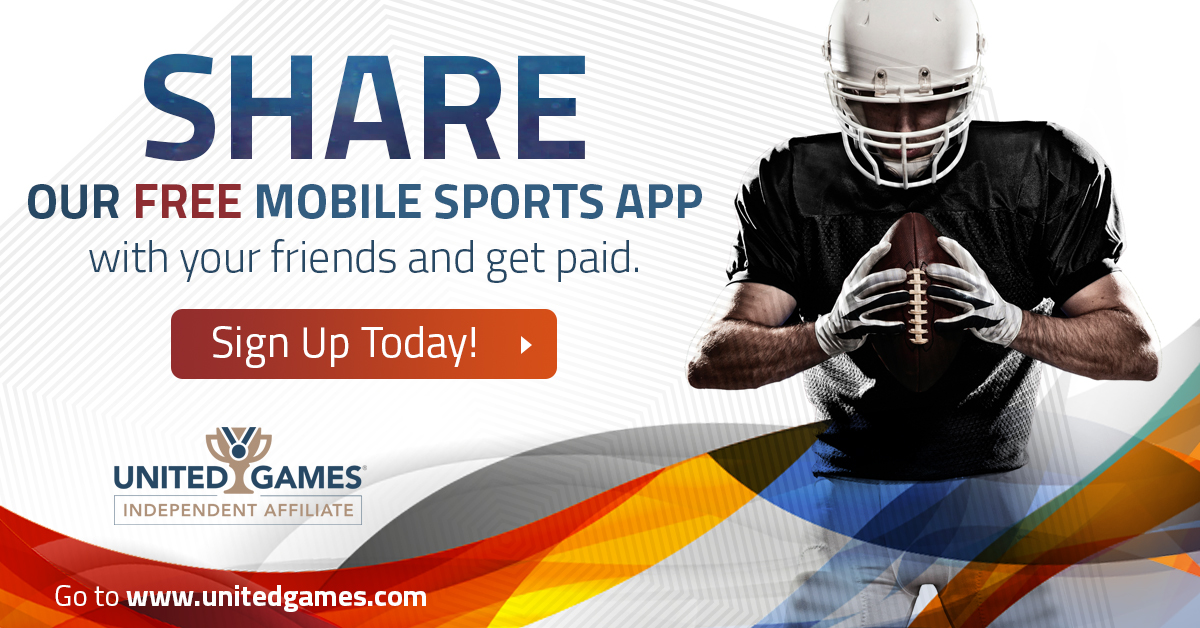 SHARE
OUR FREE MOBILE SPORTS APP
with your friends and get paid.
Sign Up Today!
UNITED GAMES®
INDEPENDENT AFFILIATE
Go to www.unitedgames.com